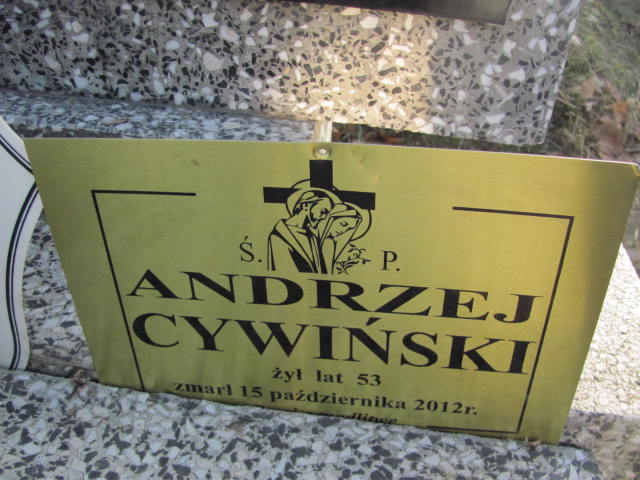 Ś. P.
ANDRZEJ
CYWIŃSKI
żył lat 53
zmarł 15 października 2012r.